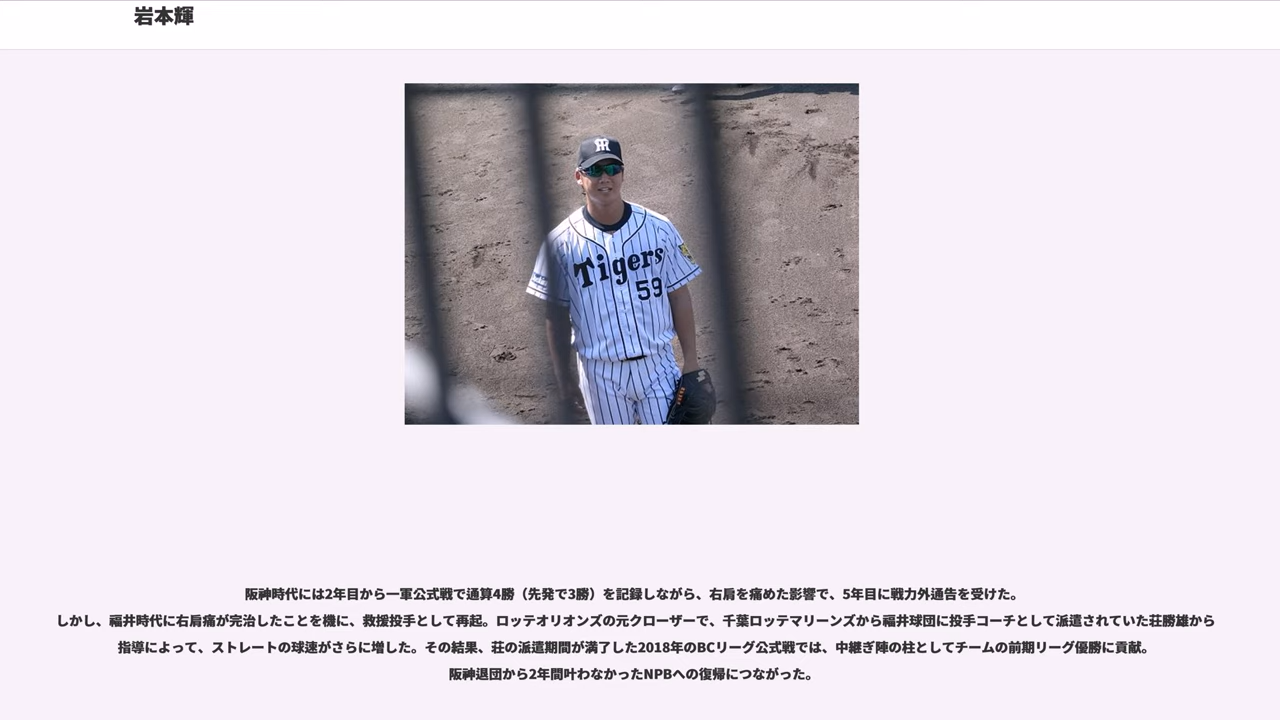 岩本輝
Tigers
59
阪神時代には2年目から一軍公式戦で通算4勝（先発で3勝）を記録しながら、右肩を痛めた影響で、5年目に戦力外通告を受けた。
しかし、福井時代に右肩痛が完治したことを機に、救援投手として再起。ロッテオリオンズの元クローザーで、千葉ロッテマリーンズから福井球団に投手コーチとして派遣されていた荘勝雄から
指導によって、ストレートの球速がさらに増した。その結果、荘の派遣期間が満了した2018年のBCリーグ公式戦では、中継ぎ陣の柱としてチームの前期リーグ優勝に貢献。
阪神退団から2年間叶わなかったNPBへの復帰につながった。